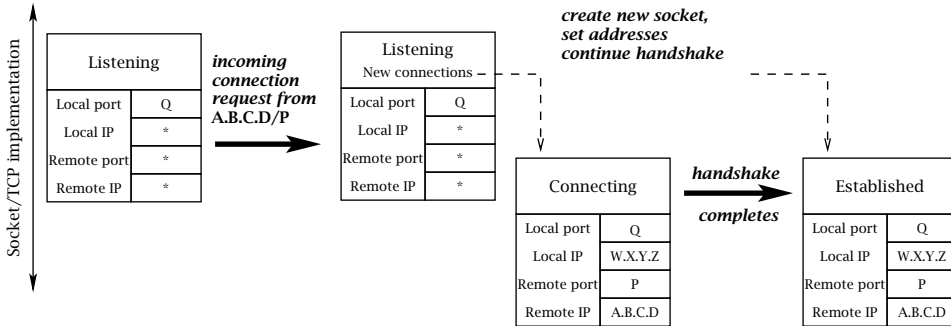 Socket/TCP implementation
Listening
Local port Q
Local IP *
Remote port *
Remote IP *
incoming
connection
request from
A.B.C.D/P
Listening
New connections
Local port Q
Local IP *
Remote port *
Remote IP *
create new socket,
set addresses
continue handshake
Connecting
Local port Q
Local IP W.X.Y.Z
Remote port P
Remote IP A.B.C.D
handshake
completes
Established
Local port Q
Local IP W.X.Y.Z
Remote port P
Remote IP A.B.C.D